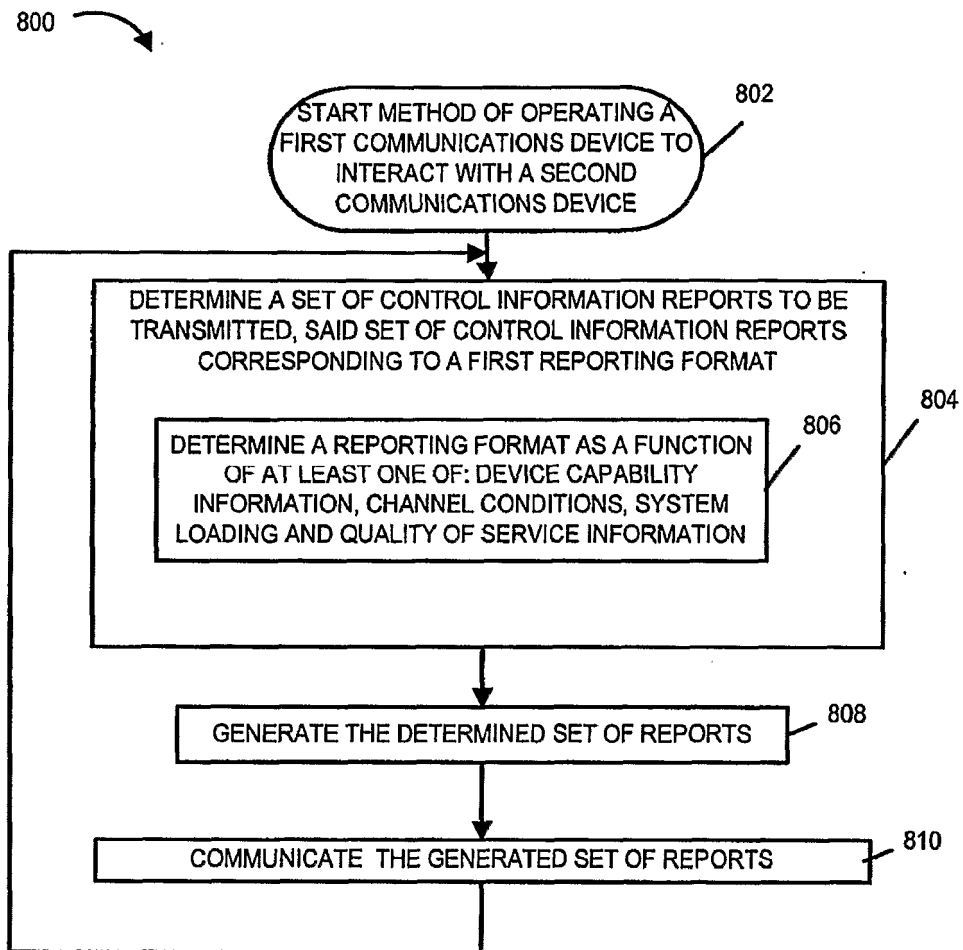 800
START METHOD OF OPERATING A
FIRST COMMUNICATIONS DEVICE TO
INTERACT WITH A SECOND
COMMUNICATIONS DEVICE
802
DETERMINE A SET OF CONTROL INFORMATION REPORTS TO BE
TRANSMITTED, SAID SET OF CONTROL INFORMATION REPORTS
CORRESPONDING TO A FIRST REPORTING FORMAT
804
806
DETERMINE A REPORTING FORMAT AS A FUNCTION
OF AT LEAST ONE OF: DEVICE CAPABILITY
INFORMATION, CHANNEL CONDITIONS, SYSTEM
LOADING AND QUALITY OF SERVICE INFORMATION
GENERATE THE DETERMINED SET OF REPORTS
808
COMMUNICATE THE GENERATED SET OF REPORTS
810